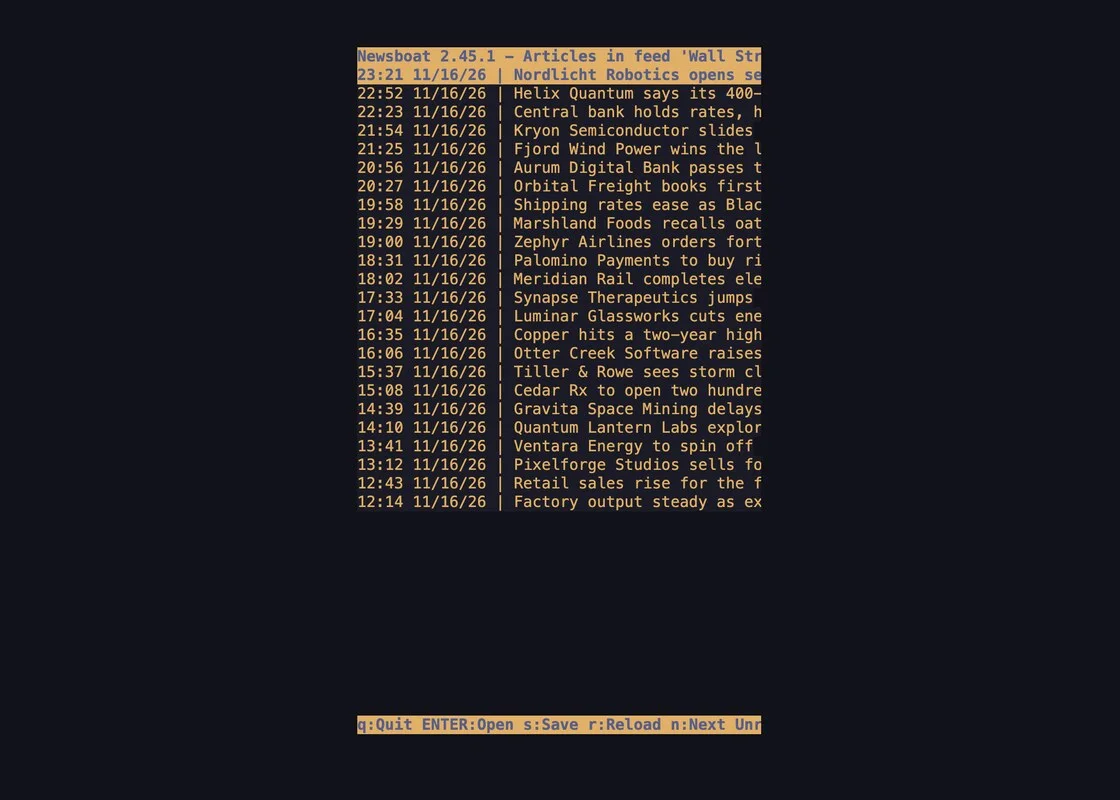 Newsboat 2.45.1 – Articles in feed 'Wall Str
23:21 11/16/26 | Nordlicht Robotics opens se
22:52 11/16/26 | Helix Quantum says its 400–
22:23 11/16/26 | Central bank holds rates, h
21:54 11/16/26 | Kryon Semiconductor slides
21:25 11/16/26 | Fjord Wind Power wins the l
20:56 11/16/26 | Aurum Digital Bank passes t
20:27 11/16/26 | Orbital Freight books first
19:58 11/16/26 | Shipping rates ease as Blac
19:29 11/16/26 | Marshland Foods recalls oat
19:00 11/16/26 | Zephyr Airlines orders fort
18:31 11/16/26 | Palomino Payments to buy ri
18:02 11/16/26 | Meridian Rail completes ele
17:33 11/16/26 | Synapse Therapeutics jumps
17:04 11/16/26 | Luminar Glassworks cuts ene
16:35 11/16/26 | Copper hits a two–year high
16:06 11/16/26 | Otter Creek Software raises
15:37 11/16/26 | Tiller & Rowe sees storm cl
15:08 11/16/26 | Cedar Rx to open two hundre
14:39 11/16/26 | Gravita Space Mining delays
14:10 11/16/26 | Quantum Lantern Labs explor
13:41 11/16/26 | Ventara Energy to spin off
13:12 11/16/26 | Pixelforge Studios sells fo
12:43 11/16/26 | Retail sales rise for the f
12:14 11/16/26 | Factory output steady as ex
q:Quit ENTER:Open s:Save r:Reload n:Next Unr